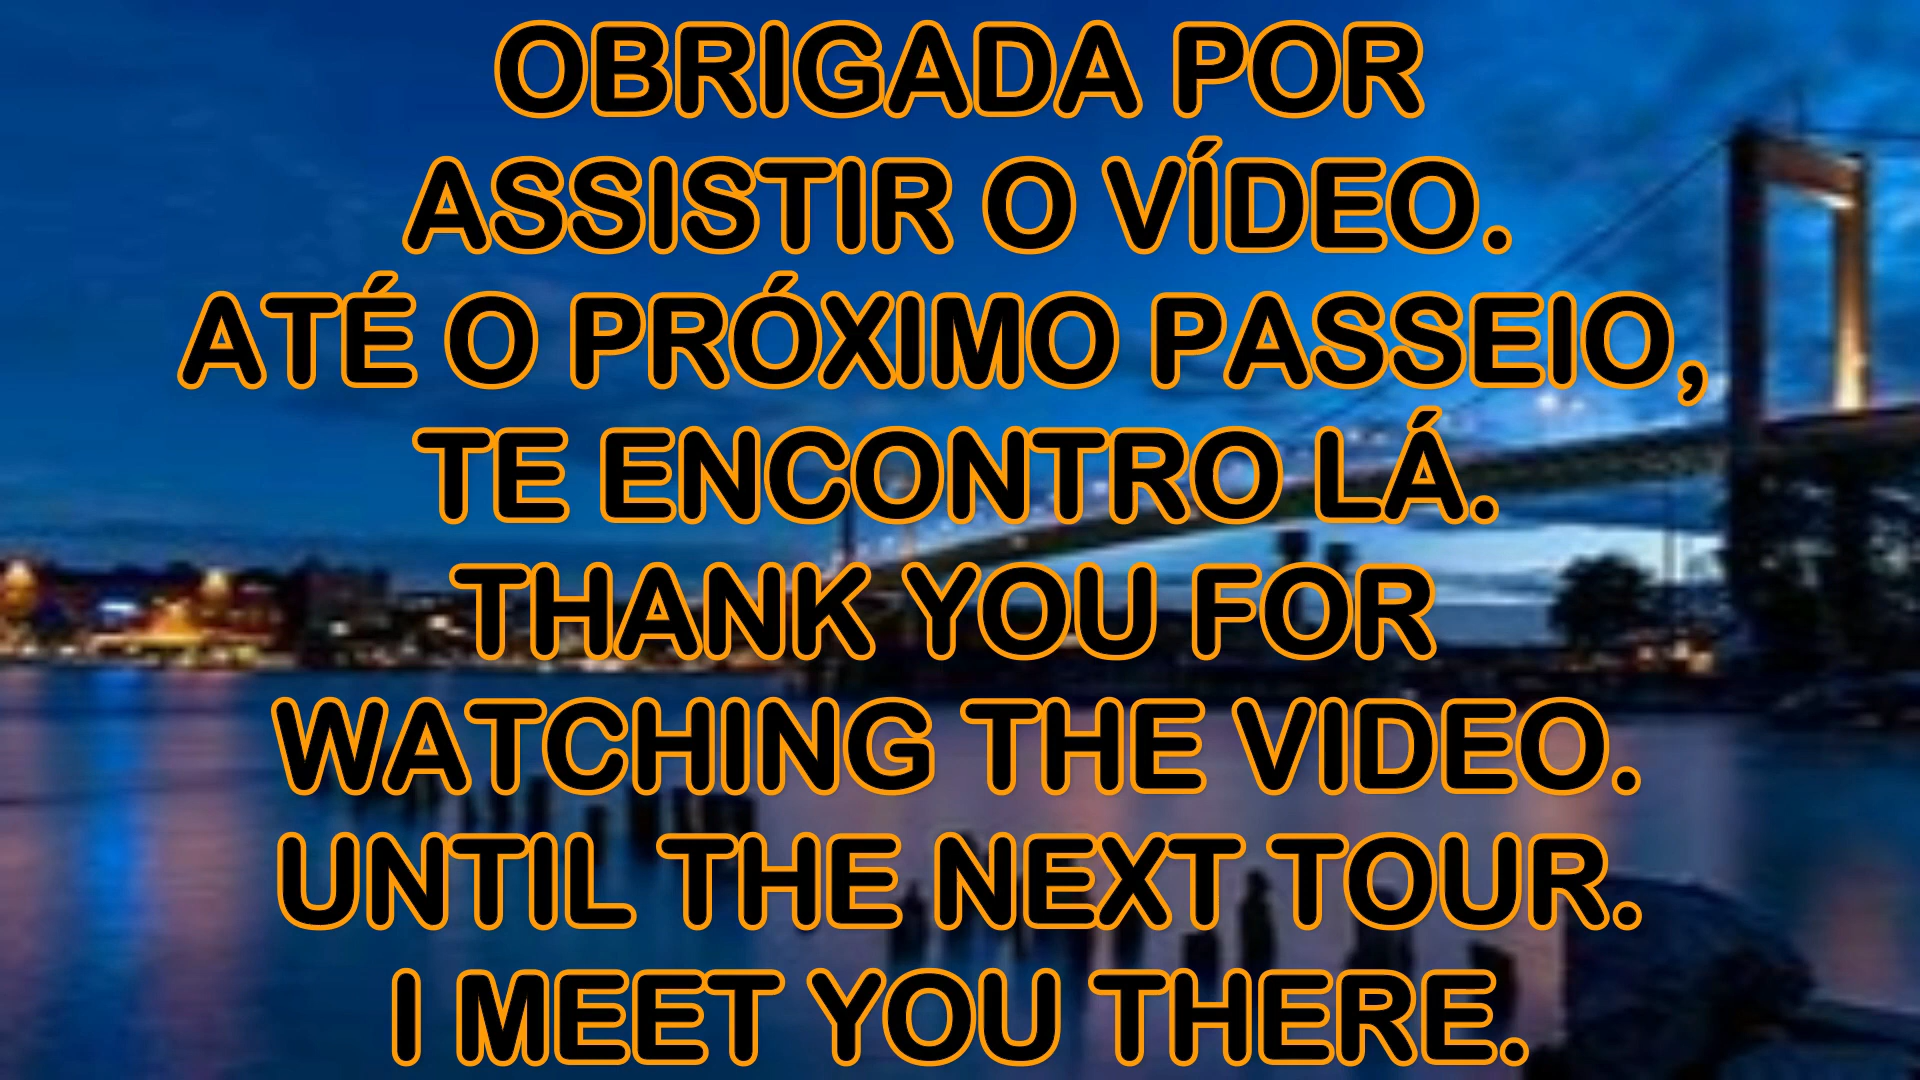 OBRIGADA POR
ASSISTIR O VÍDEO.
ATÉ O PRÓXIMO PASSEIO,
TE ENCONTRO LÁ.
THANK YOU FOR
WATCHING THE VIDEO.
UNTIL THE NEXT TOUR.
I MEET YOU THERE.